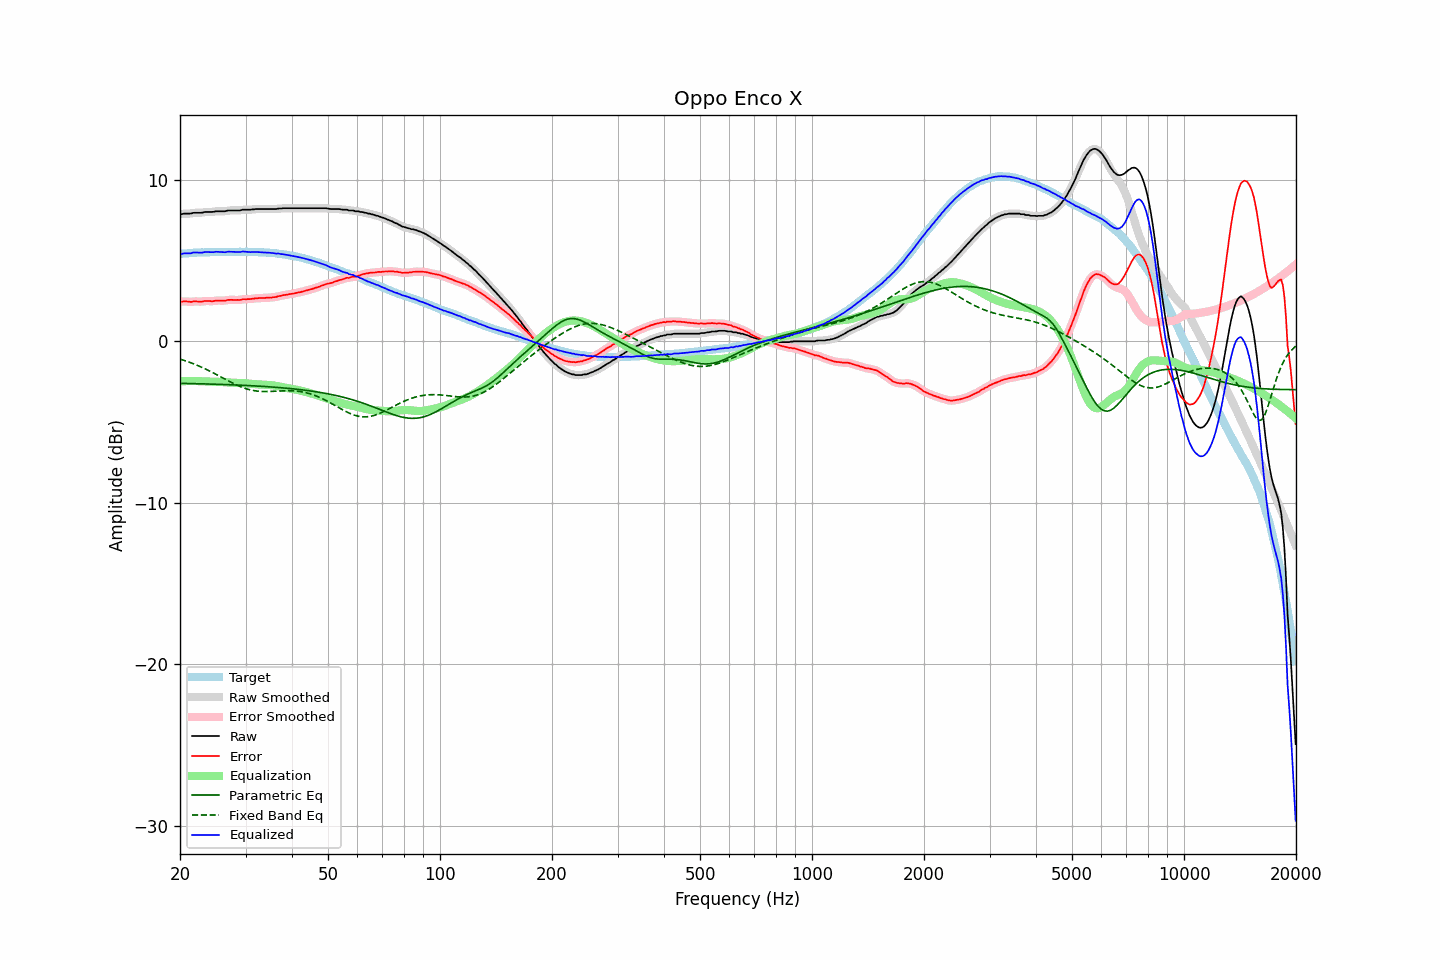 Oppo Enco X
Amplitude (dBr)
10
0
−10
−20
−30
Target
Raw Smoothed
Error Smoothed
Raw
Error
Equalization
Parametric Eq
Fixed Band Eq
Equalized
20 50 100 200 500 1000 2000 5000 10000 20000
Frequency (Hz)